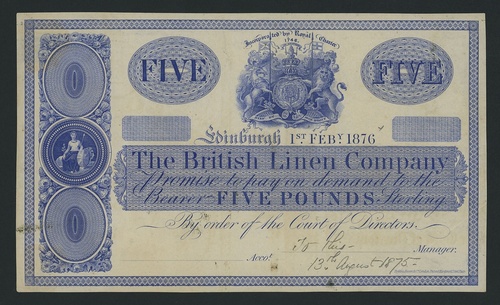 Incorporated by Royal Charter
1746.
FIVE
FIVE
Edinburgh 1ST FEBY 1876
The British Linen Company
Promise to pay on demand to the
Bearer FIVE POUNDS Sterling.
By order of the Court of Directors
to this
Accot. Manager.
13th August 1875